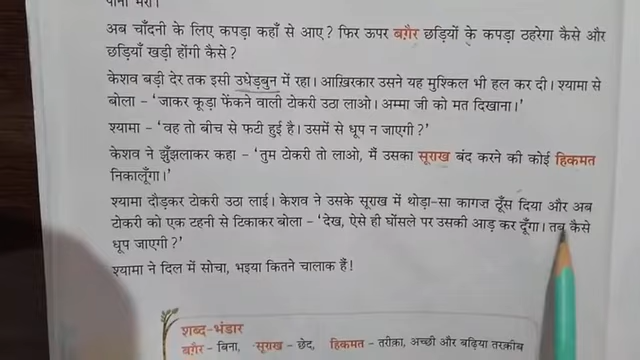 पानी भरा।
अब चाँदनी के लिए कपड़ा कहाँ से आए? फिर ऊपर बग़ैर छड़ियों के कपड़ा ठहरेगा कैसे और
छड़ियाँ खड़ी होंगी कैसे?
केशव बड़ी देर तक इसी उधेड़बुन में रहा। आख़िरकार उसने यह मुश्किल भी हल कर दी। श्यामा से
बोला – 'जाकर कूड़ा फेंकने वाली टोकरी उठा लाओ। अम्मा जी को मत दिखाना।'
श्यामा – 'वह तो बीच से फटी हुई है। उसमें से धूप न जाएगी?'
केशव ने झुँझलाकर कहा – 'तुम टोकरी तो लाओ, मैं उसका सूराख बंद करने की कोई हिकमत
निकालूँगा।'
श्यामा दौड़कर टोकरी उठा लाई। केशव ने उसके सूराख में थोड़ा-सा कागज ठूँस दिया और अब
टोकरी को एक टहनी से टिकाकर बोला – 'देख, ऐसे ही घोंसले पर उसकी आड़ कर दूँगा। तब कैसे
धूप जाएगी?'
श्यामा ने दिल में सोचा, भइया कितने चालाक हैं!
शब्द-भंडार
बग़ैर – बिना, सूराख – छेद, हिकमत – तरीक़ा, अच्छी और बढ़िया तरक़ीब